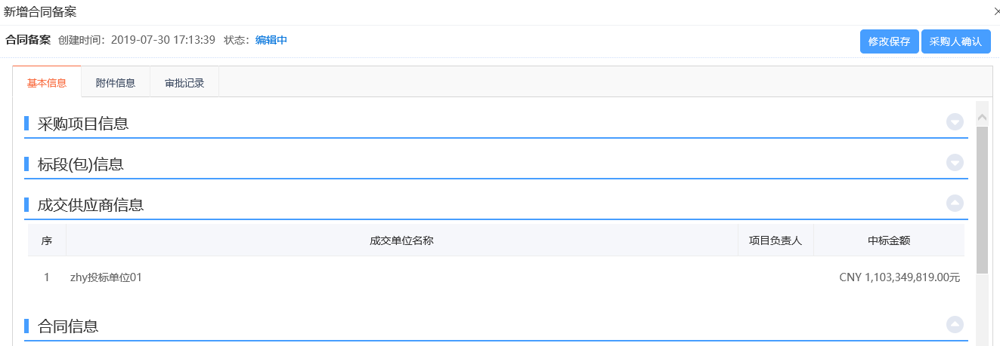 新增合同备案
合同备案 创建时间：2019-07-30 17:13:39 状态：编辑中 修改保存 采购人确认
基本信息 附件信息 审批记录
采购项目信息
标段(包)信息
成交供应商信息
序 成交单位名称 项目负责人 中标金额
1 zhy投标单位01 CNY 1,103,349,819.00元
合同信息